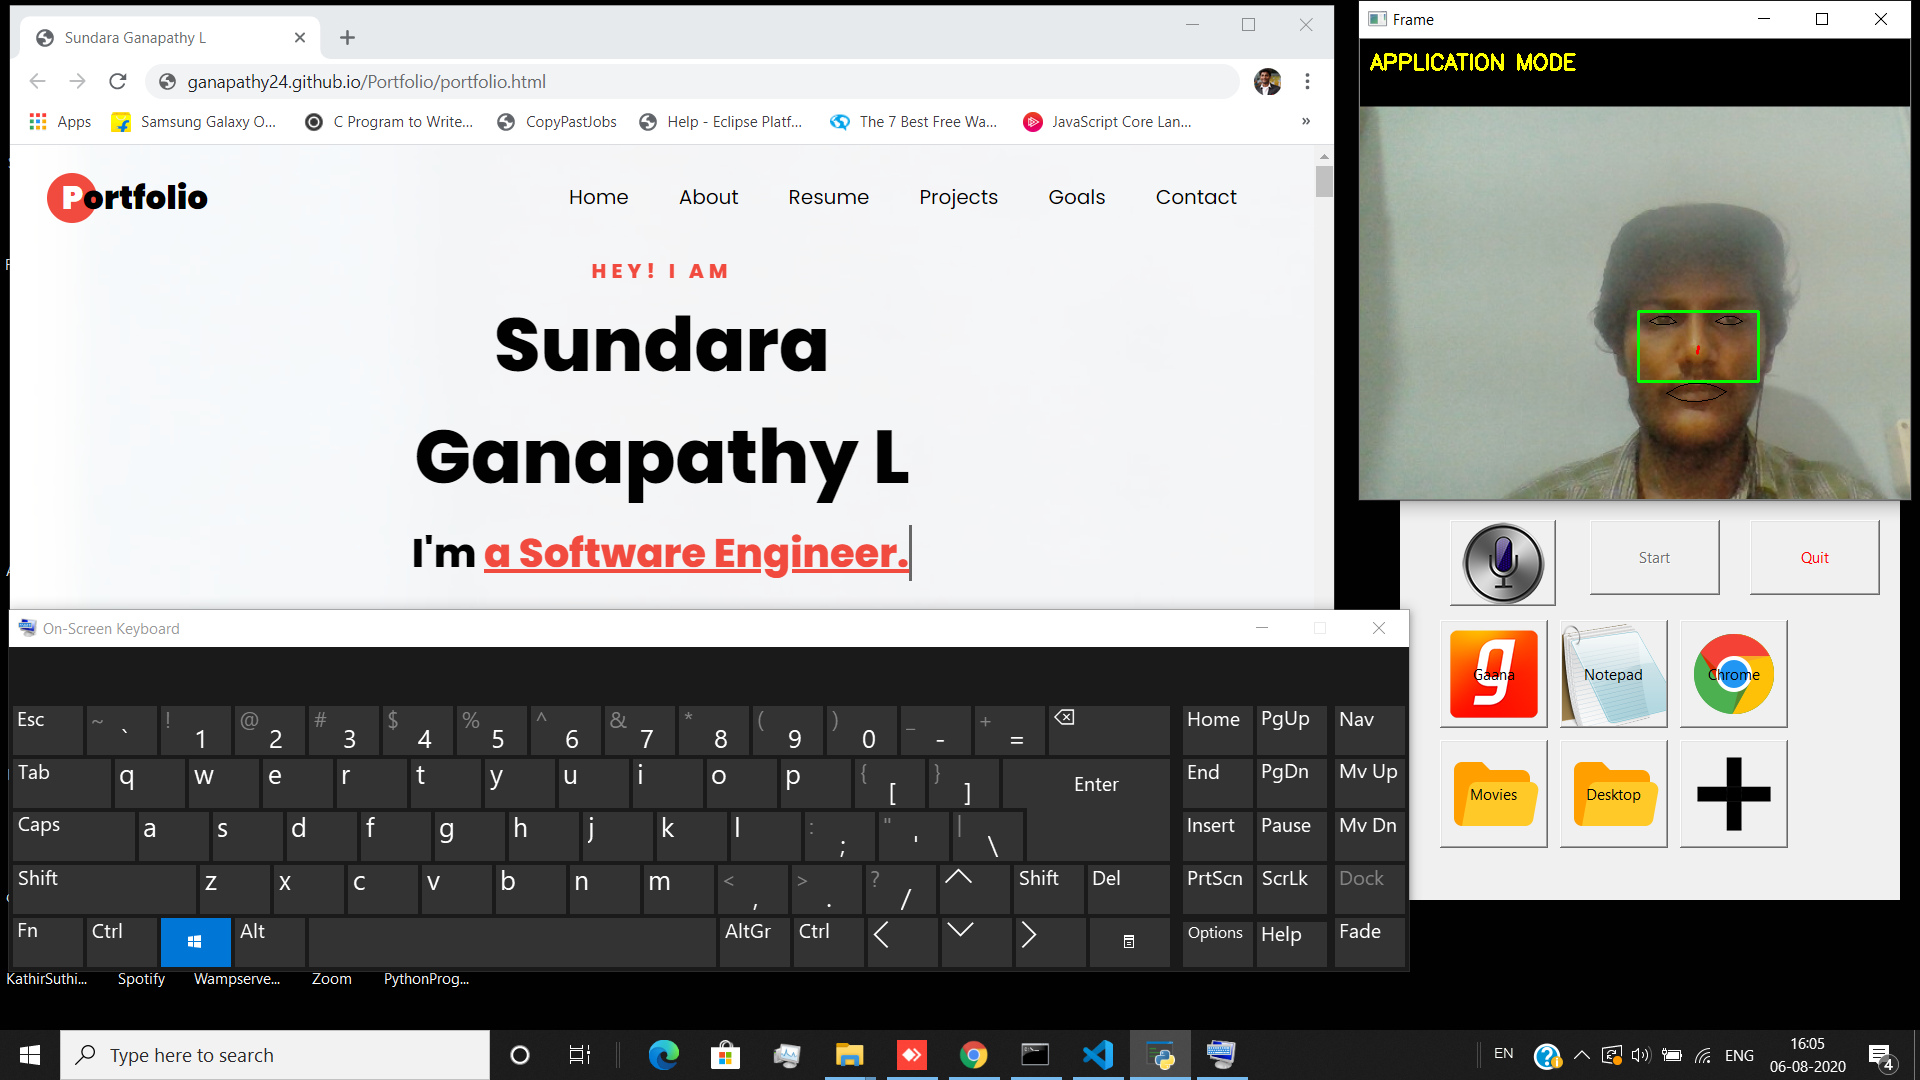 Sundara Ganapathy L
ganapathy24.github.io/Portfolio/portfolio.html
Apps Samsung Galaxy O... C Program to Write... CopyPastJobs Help - Eclipse Platf... The 7 Best Free Wa... JavaScript Core Lan... »
Portfolio Home About Resume Projects Goals Contact
HEY! I AM
Sundara
Ganapathy L
I'm a Software Engineer.
Frame
APPLICATION MODE
Start Quit
Gaana Notepad Chrome
Movies Desktop
On-Screen Keyboard
Esc ~ ` ! 1 @ 2 # 3 $ 4 % 5 ^ 6 & 7 * 8 ( 9 ) 0 _ - + = Home PgUp Nav
Tab q w e r t y u i o p { [ } ] Enter End PgDn Mv Up
Caps a s d f g h j k l : ; " ' | \ Insert Pause Mv Dn
Shift z x c v b n m < , > . ? / Shift Del PrtScn ScrLk Dock
Fn Ctrl Alt AltGr Ctrl Options Help Fade
KathirSuthi... Spotify Wampserve... Zoom PythonProg...
Type here to search
EN ENG 16:05
06-08-2020 4